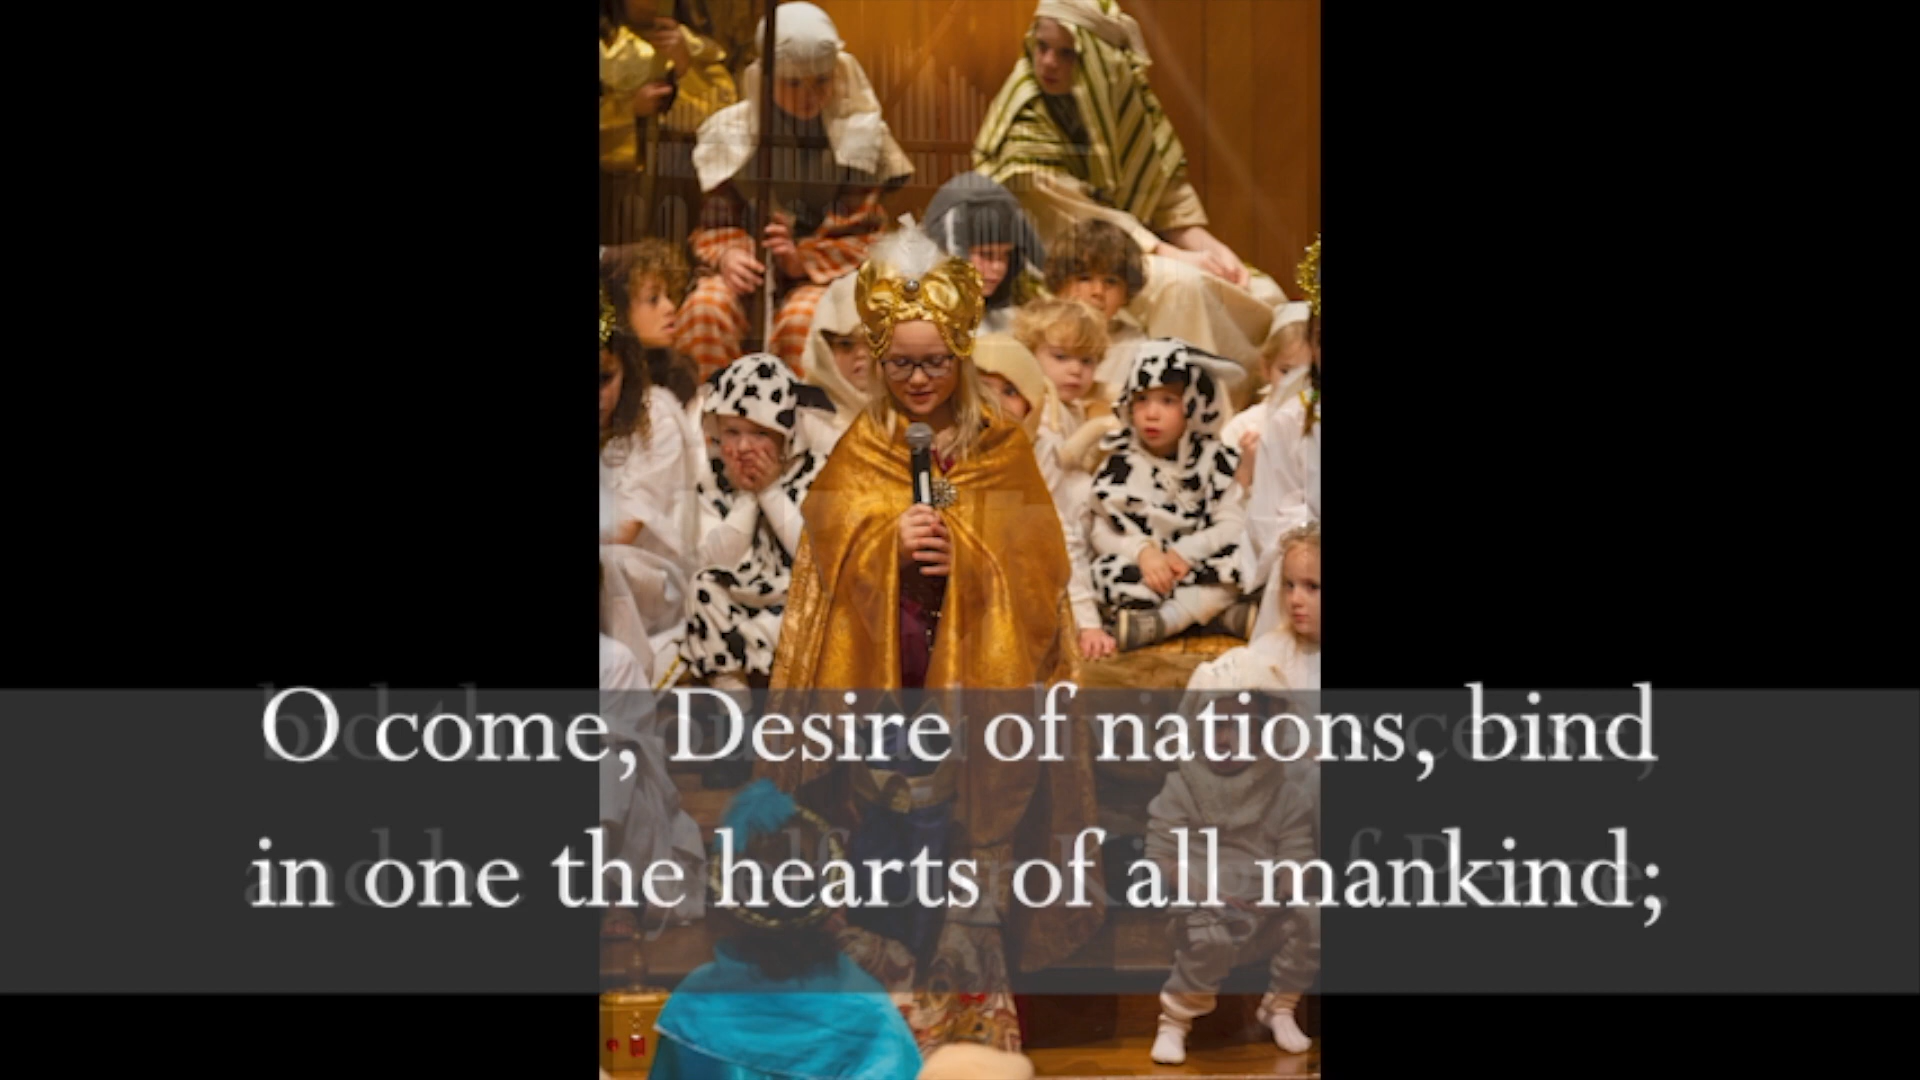 O come, Desire of nations, bind
in one the hearts of all mankind;